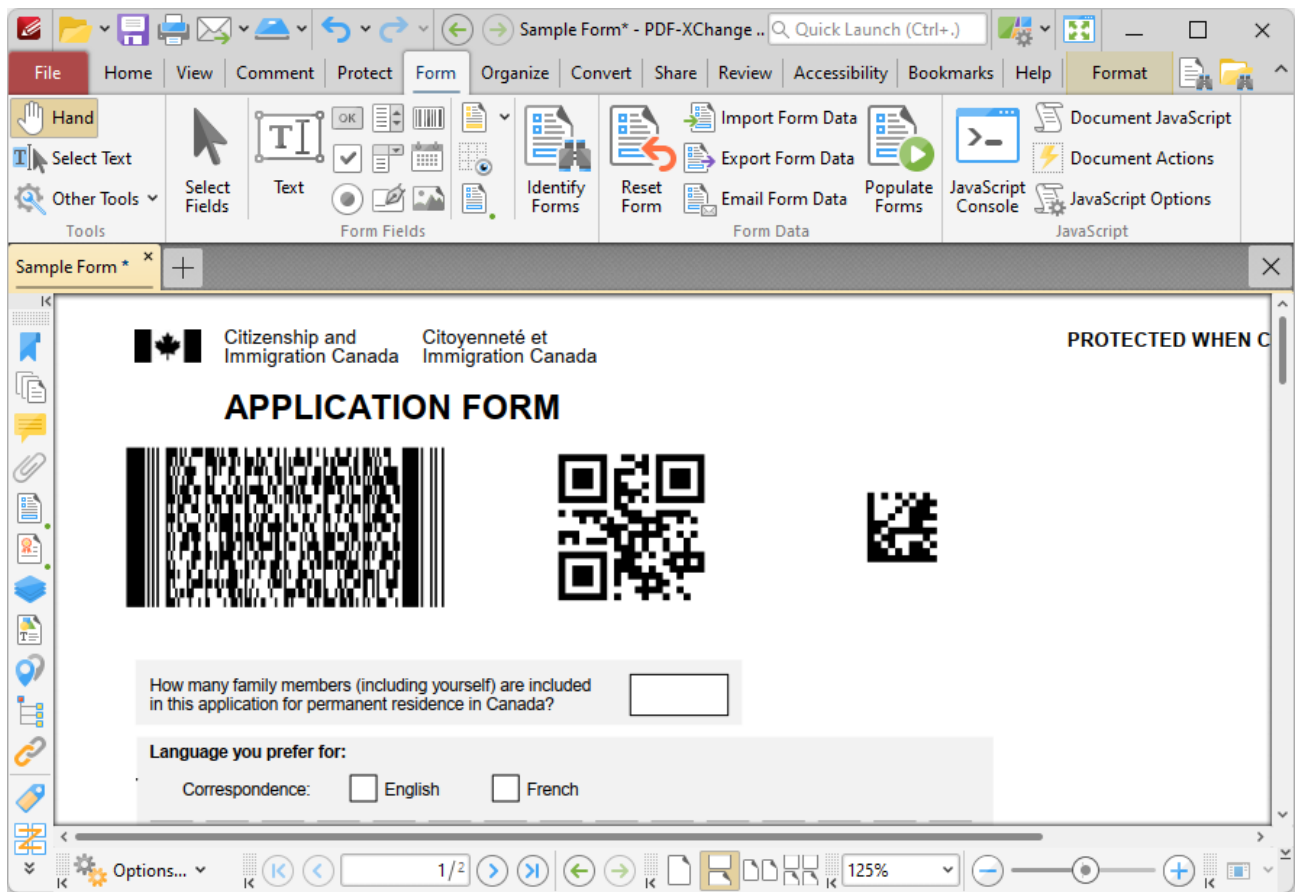 Sample Form* - PDF-XChange ..
Quick Launch (Ctrl+.)
File Home View Comment Protect Form Organize Convert Share Review Accessibility Bookmarks Help Format
Hand
Select Text
Other Tools
Tools
Select Fields
Text
OK
Form Fields
Identify Forms
Reset Form
Import Form Data
Export Form Data
Email Form Data
Populate Forms
Form Data
JavaScript Console
Document JavaScript
Document Actions
JavaScript Options
JavaScript
Sample Form *
Citizenship and
Immigration Canada
Citoyenneté et
Immigration Canada
PROTECTED WHEN C
APPLICATION FORM
How many family members (including yourself) are included
in this application for permanent residence in Canada?
Language you prefer for:
Correspondence: English French
Options...
1/2
125%